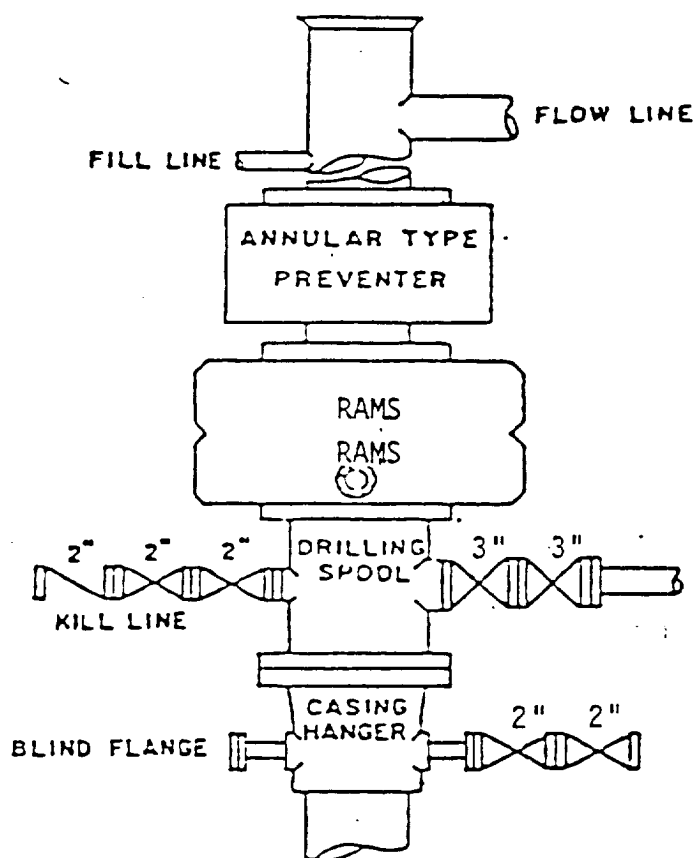 FLOW LINE
FILL LINE
ANNULAR TYPE
PREVENTER
RAMS
RAMS
2" 2" 2"
DRILLING
SPOOL
3" 3"
KILL LINE
CASING
HANGER
2" 2"
BLIND FLANGE